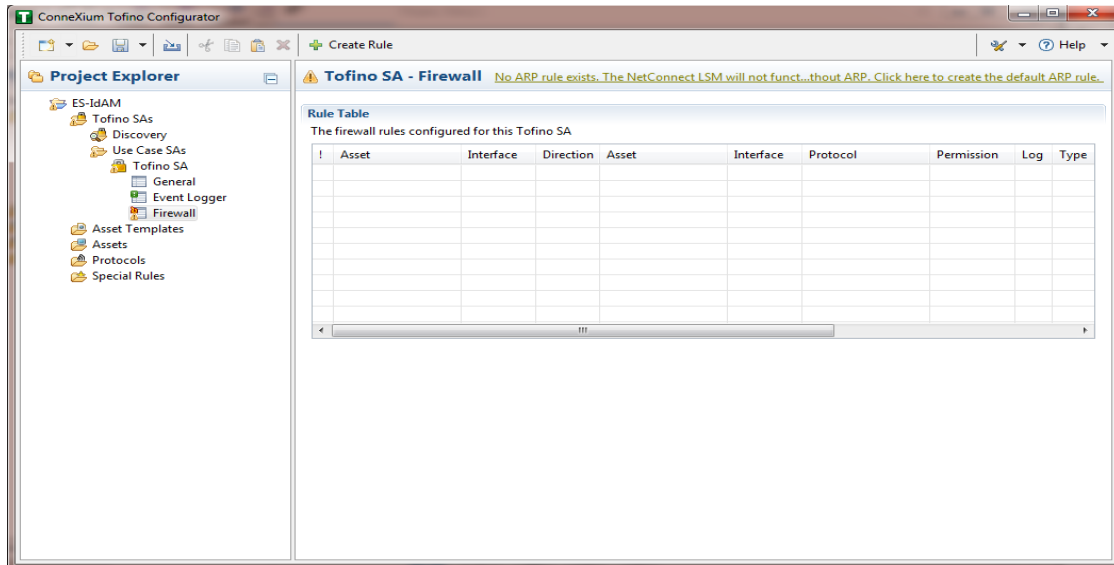 ConneXium Tofino Configurator
Create Rule
Help
Project Explorer
Tofino SA - Firewall No ARP rule exists. The NetConnect LSM will not funct...thout ARP. Click here to create the default ARP rule.
ES-IdAM
Tofino SAs
Discovery
Use Case SAs
Tofino SA
General
Event Logger
Firewall
Asset Templates
Assets
Protocols
Special Rules
Rule Table
The firewall rules configured for this Tofino SA
! Asset Interface Direction Asset Interface Protocol Permission Log Type